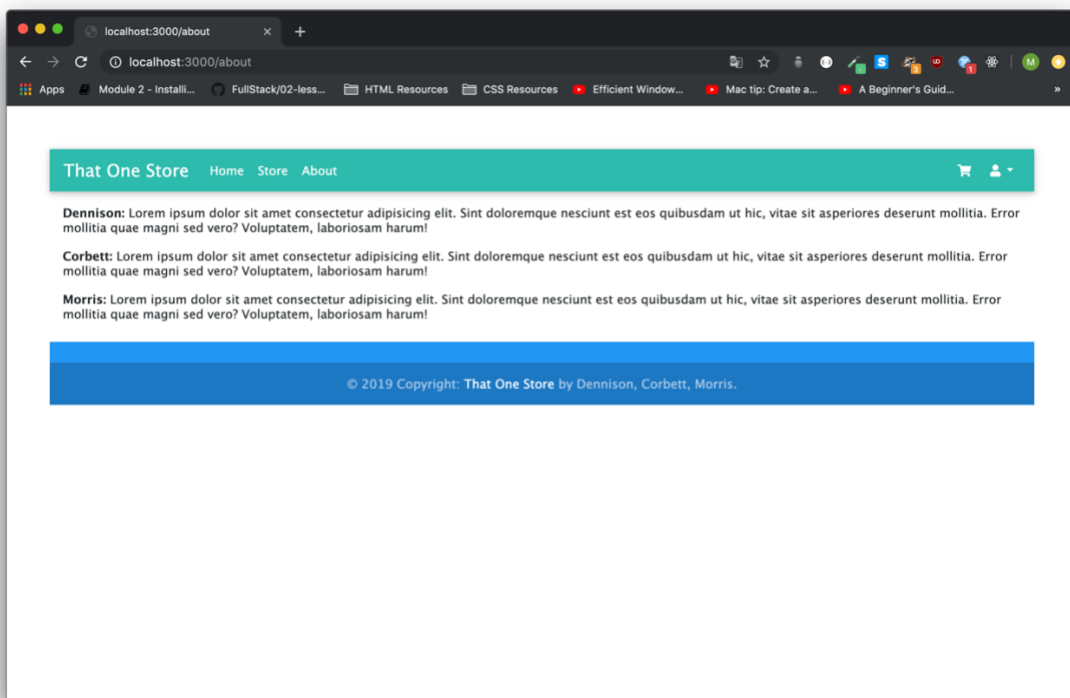 localhost:3000/about
localhost:3000/about
Apps Module 2 - Installi... FullStack/02-less... HTML Resources CSS Resources Efficient Window... Mac tip: Create a... A Beginner's Guid... »
That One Store Home Store About
Dennison: Lorem ipsum dolor sit amet consectetur adipisicing elit. Sint doloremque nesciunt est eos quibusdam ut hic, vitae sit asperiores deserunt mollitia. Error
mollitia quae magni sed vero? Voluptatem, laboriosam harum!
Corbett: Lorem ipsum dolor sit amet consectetur adipisicing elit. Sint doloremque nesciunt est eos quibusdam ut hic, vitae sit asperiores deserunt mollitia. Error
mollitia quae magni sed vero? Voluptatem, laboriosam harum!
Morris: Lorem ipsum dolor sit amet consectetur adipisicing elit. Sint doloremque nesciunt est eos quibusdam ut hic, vitae sit asperiores deserunt mollitia. Error
mollitia quae magni sed vero? Voluptatem, laboriosam harum!
© 2019 Copyright: That One Store by Dennison, Corbett, Morris.